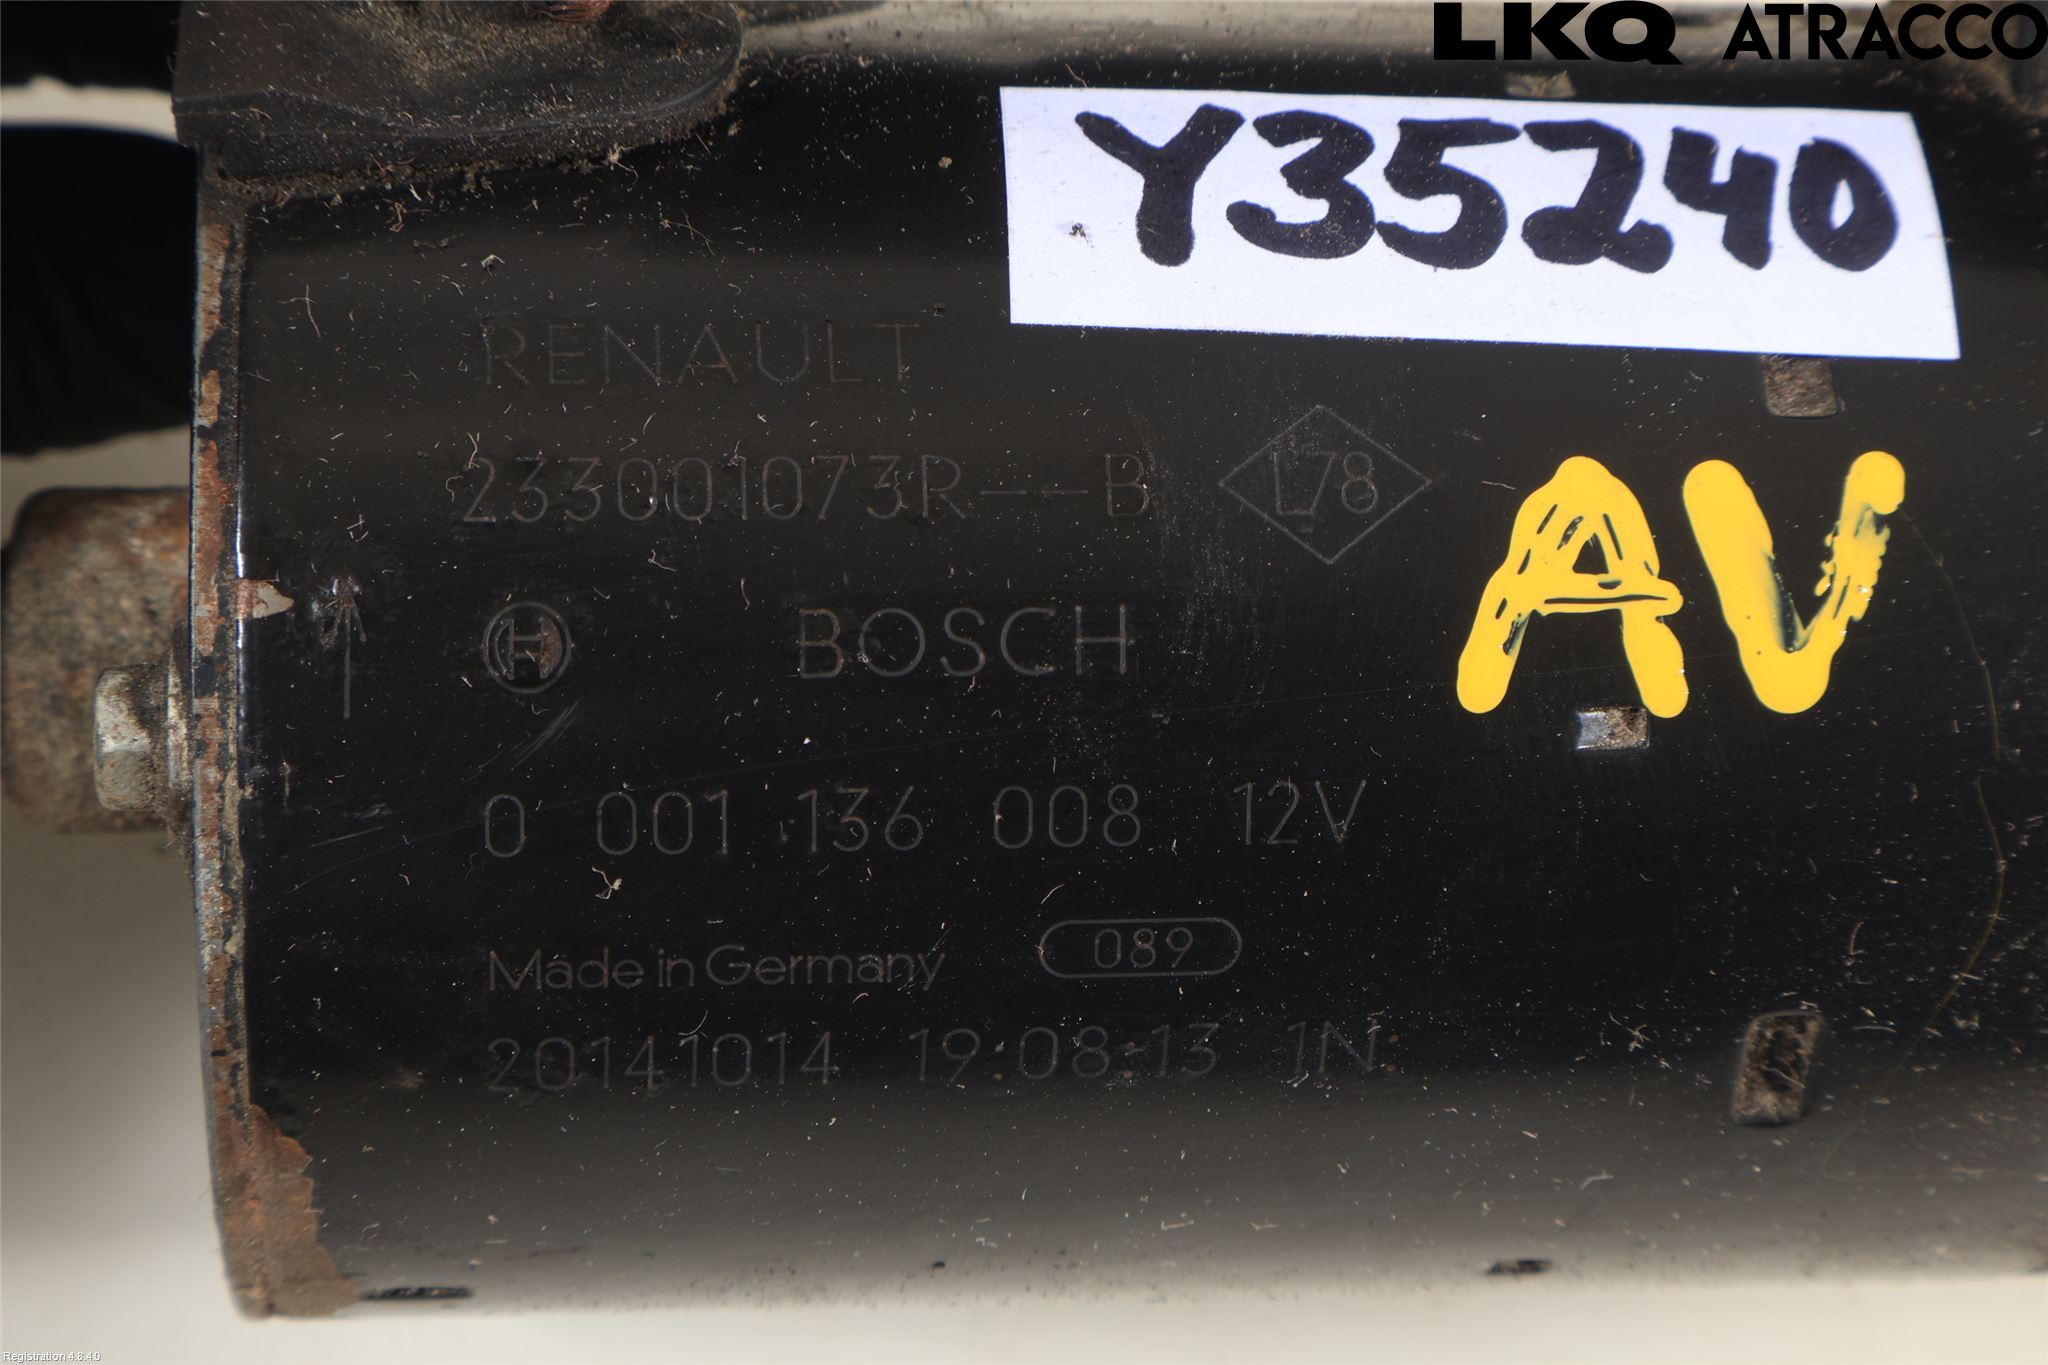 LKQ ATRACCO
Y35240
RENAULT
233001073R--B L78
AV
H BOSCH
0 001 136 008 12V
Made in Germany 089
20141014 19:08:13 1N
Registration 4.8.4.0